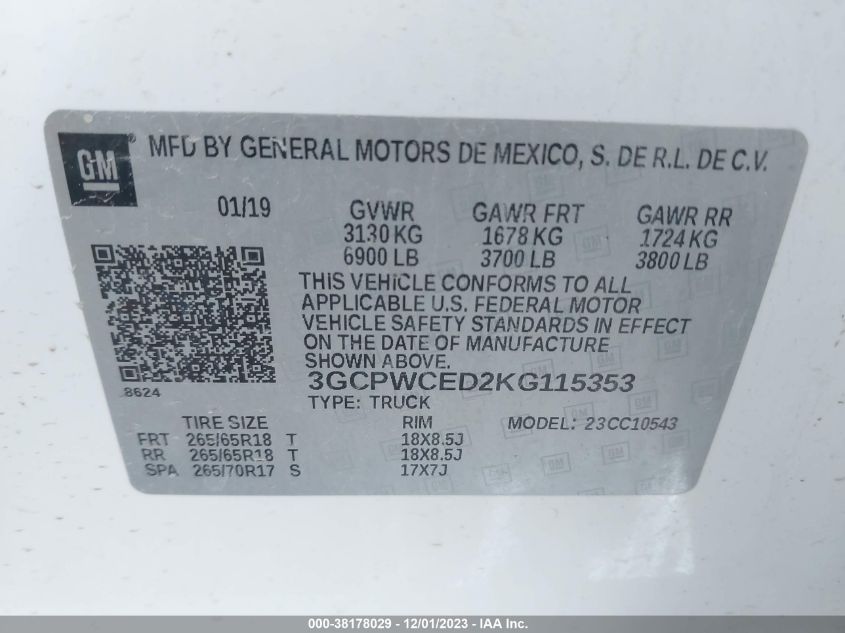 GM ® MFD BY GENERAL MOTORS DE MEXICO, S. DE R.L. DE C.V.
01/19 GVWR GAWR FRT GAWR RR
3130 KG 1678 KG 1724 KG
6900 LB 3700 LB 3800 LB
THIS VEHICLE CONFORMS TO ALL
APPLICABLE U.S. FEDERAL MOTOR
VEHICLE SAFETY STANDARDS IN EFFECT
ON THE DATE OF MANUFACTURE
SHOWN ABOVE.
8624 3GCPWCED2KG115353
TYPE: TRUCK
TIRE SIZE RIM MODEL: 23CC10543
FRT 265/65R18 T 18X8.5J
RR 265/65R18 T 18X8.5J
SPA 265/70R17 S 17X7J
000-38178029 - 12/01/2023 - IAA Inc.